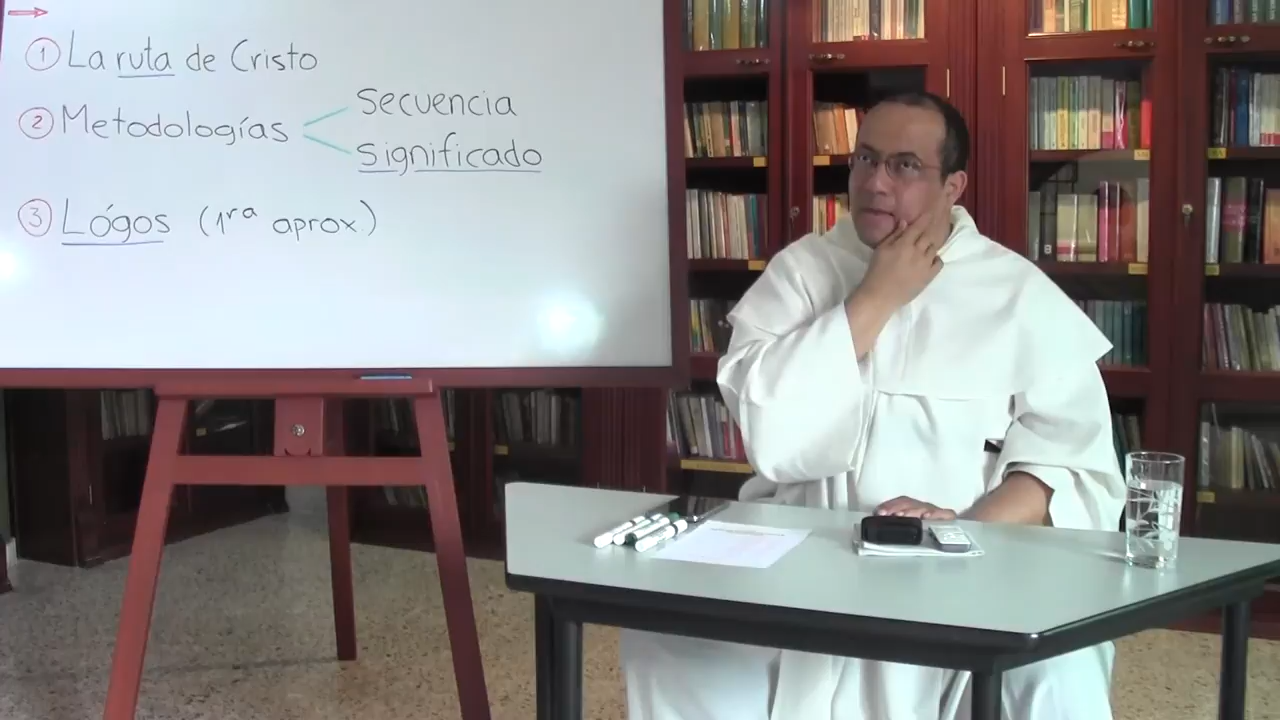 ① La ruta de Cristo
② Metodologías
Secuencia
significado
③ Lógos (1ra aprox.)